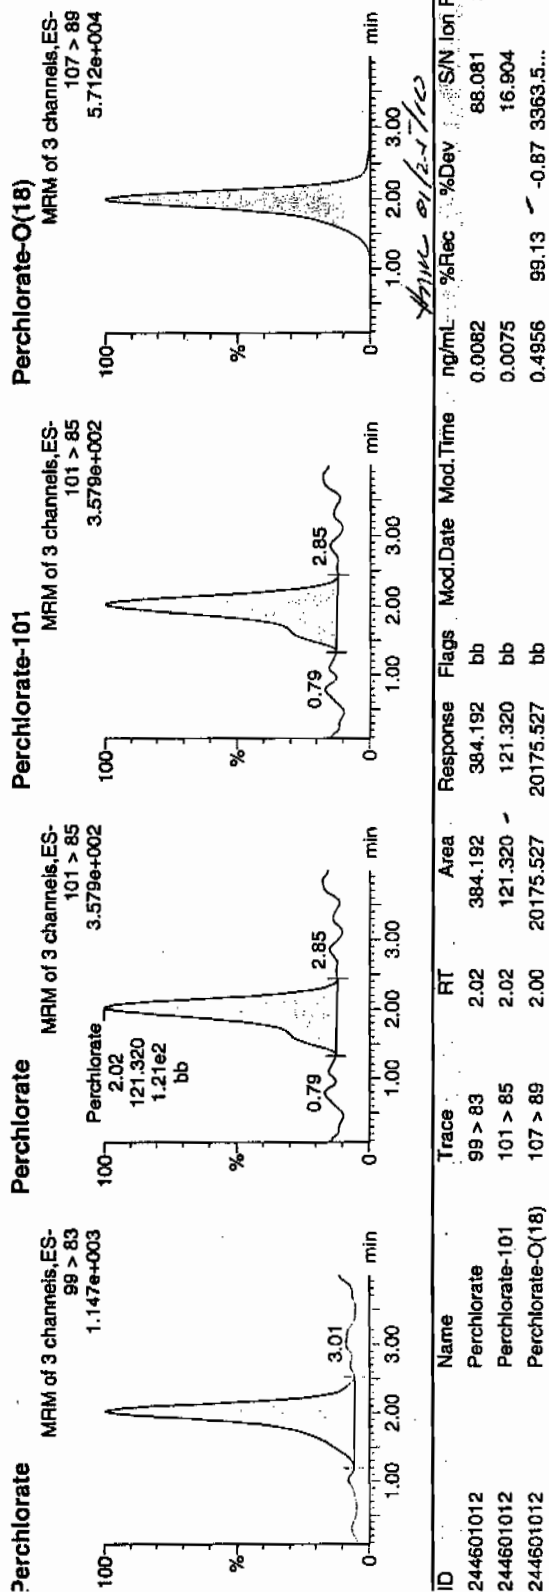 Perchlorate
MRM of 3 channels,ES-
99 > 83
1.147e+003
100
%
3.01
0
1.00 2.00 3.00 min
Perchlorate
MRM of 3 channels,ES-
101 > 85
3.579e+002
100
Perchlorate
2.02
121.320
1.21e2
bb
%
0.79
2.85
0
1.00 2.00 3.00 min
Perchlorate-101
MRM of 3 channels,ES-
101 > 85
3.579e+002
100
%
0.79
2.85
0
1.00 2.00 3.00 min
Perchlorate-O(18)
MRM of 3 channels,ES-
107 > 89
5.712e+004
100
%
0
1.00 2.00 3.00 min
01/25/10
ID Name Trace RT Area Response Flags Mod.Date Mod.Time ng/mL %Rec %Dev S/N Ion
244601012 Perchlorate 99 > 83 2.02 384.192 384.192 bb 0.0082 88.081
244601012 Perchlorate-101 101 > 85 2.02 121.320 121.320 bb 0.0075 16.904
244601012 Perchlorate-O(18) 107 > 89 2.00 20175.527 20175.527 bb 0.4956 99.13 -0.87 3363.5...